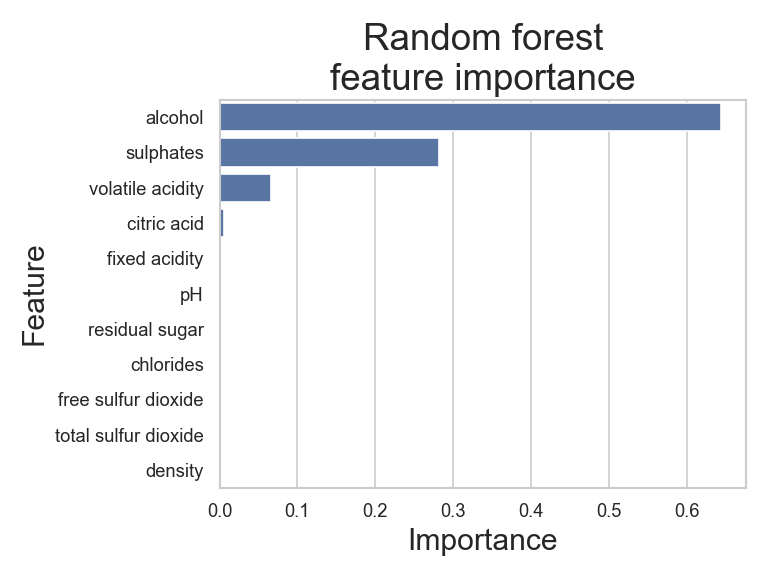 Random forest
feature importance
Feature
alcohol
sulphates
volatile acidity
citric acid
fixed acidity
pH
residual sugar
chlorides
free sulfur dioxide
total sulfur dioxide
density
0.0 0.1 0.2 0.3 0.4 0.5 0.6
Importance